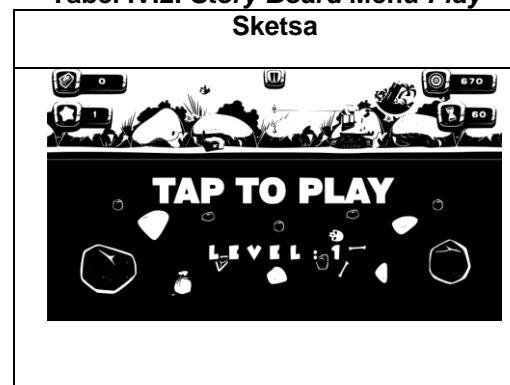 Tabel IV.2. Story Board Menu Play
Sketsa
0
670
1
60
TAP TO PLAY
LEVEL : 1